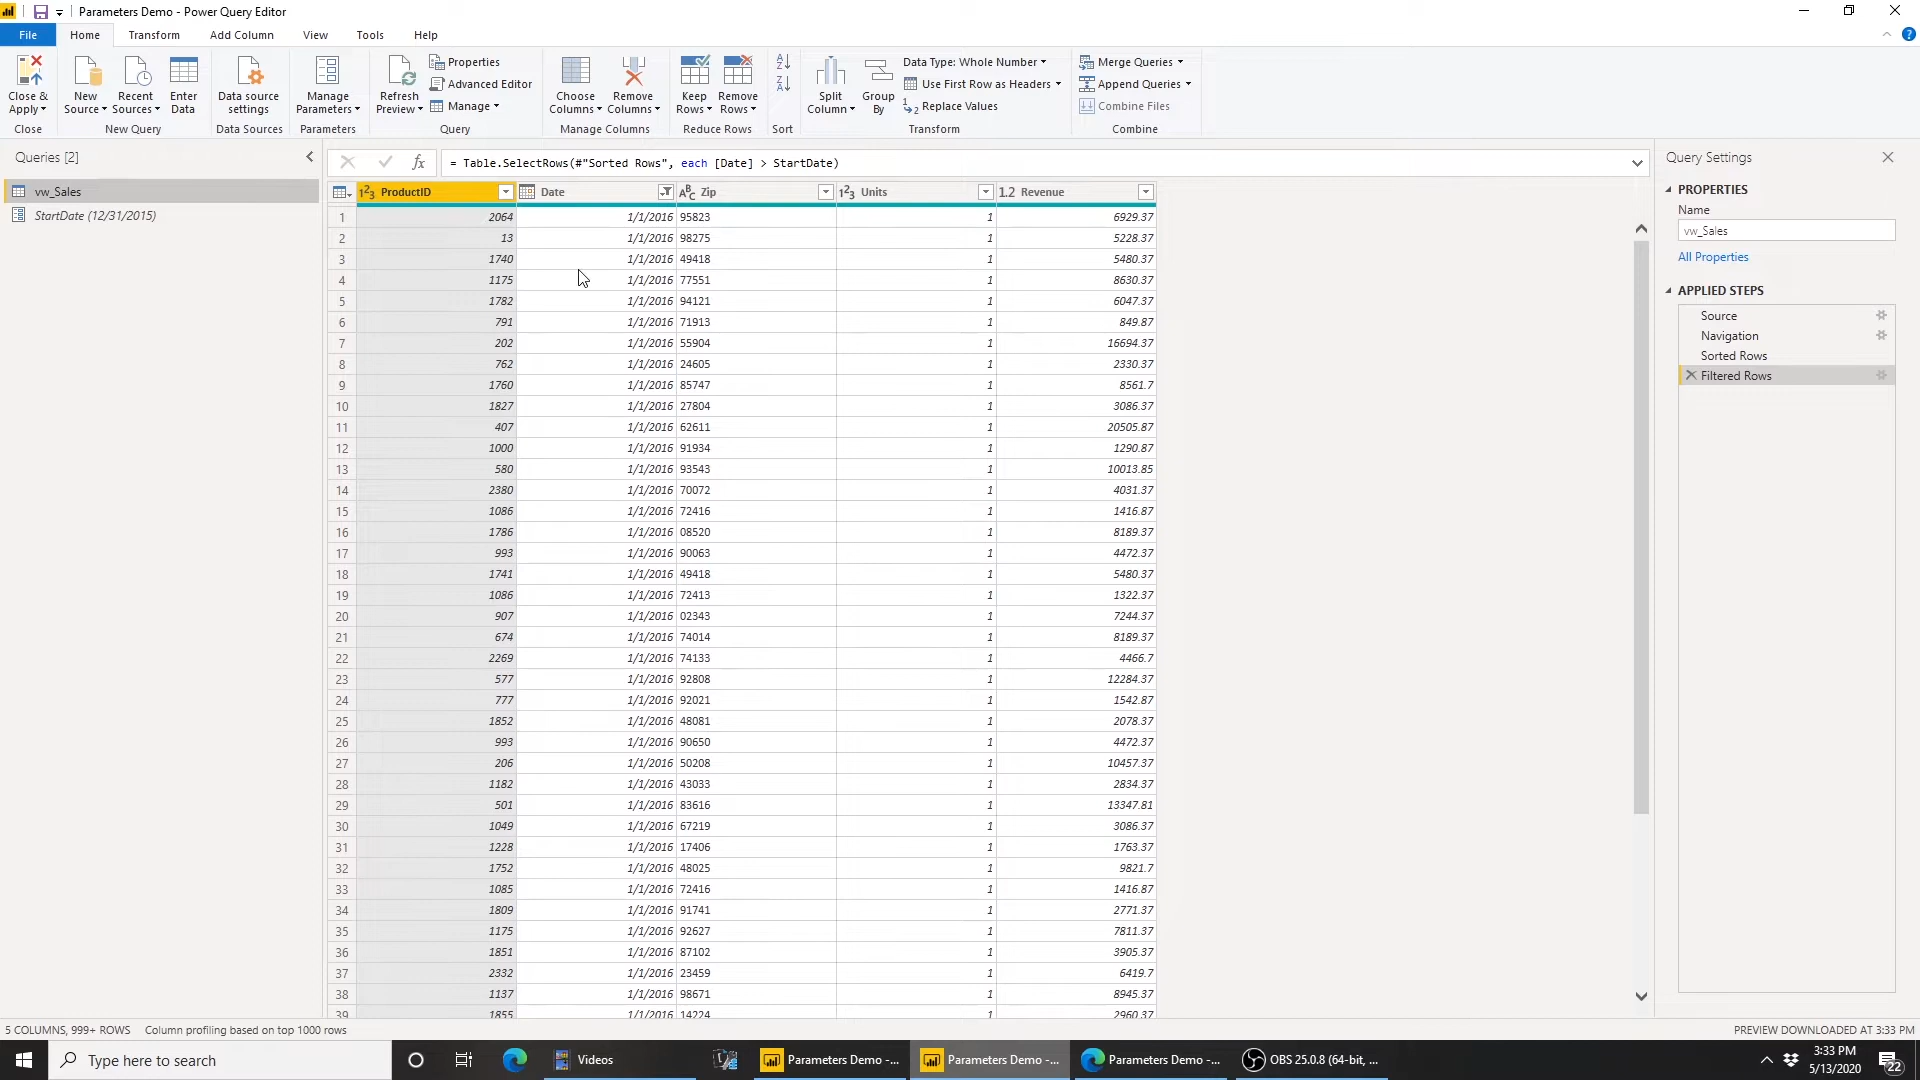 Parameters Demo - Power Query Editor
File Home Transform Add Column View Tools Help
Close & Apply
New Source
Recent Sources
Enter Data
Data source settings
Manage Parameters
Refresh Preview
Properties
Advanced Editor
Manage
Choose Columns
Remove Columns
Keep Rows
Remove Rows
Split Column
Group By
Data Type: Whole Number
Use First Row as Headers
Replace Values
Merge Queries
Append Queries
Combine Files
Close New Query Data Sources Parameters Query Manage Columns Reduce Rows Sort Transform Combine
Queries [2]
vw_Sales
StartDate (12/31/2015)
fx = Table.SelectRows(#"Sorted Rows", each [Date] > StartDate)
ProductID Date Zip Units Revenue
1 2064 1/1/2016 95823 1 6929.37
2 13 1/1/2016 98275 1 5228.37
3 1740 1/1/2016 49418 1 5480.37
4 1175 1/1/2016 77551 1 8630.37
5 1782 1/1/2016 94121 1 6047.37
6 791 1/1/2016 71913 1 849.87
7 202 1/1/2016 55904 1 16694.37
8 762 1/1/2016 24605 1 2330.37
9 1760 1/1/2016 85747 1 8561.7
10 1827 1/1/2016 27804 1 3086.37
11 407 1/1/2016 62611 1 20505.87
12 1000 1/1/2016 91934 1 1290.87
13 580 1/1/2016 93543 1 10013.85
14 2380 1/1/2016 70072 1 4031.37
15 1086 1/1/2016 72416 1 1416.87
16 1786 1/1/2016 08520 1 8189.37
17 993 1/1/2016 90063 1 4472.37
18 1741 1/1/2016 49418 1 5480.37
19 1086 1/1/2016 72413 1 1322.37
20 907 1/1/2016 02343 1 7244.37
21 674 1/1/2016 74014 1 8189.37
22 2269 1/1/2016 74133 1 4466.7
23 577 1/1/2016 92808 1 12284.37
24 777 1/1/2016 92021 1 1542.87
25 1852 1/1/2016 48081 1 2078.37
26 993 1/1/2016 90650 1 4472.37
27 206 1/1/2016 50208 1 10457.37
28 1182 1/1/2016 43033 1 2834.37
29 501 1/1/2016 83616 1 13347.81
30 1049 1/1/2016 67219 1 3086.37
31 1228 1/1/2016 17406 1 1763.37
32 1752 1/1/2016 48025 1 9821.7
33 1085 1/1/2016 72416 1 1416.87
34 1809 1/1/2016 91741 1 2771.37
35 1175 1/1/2016 92627 1 7811.37
36 1851 1/1/2016 87102 1 3905.37
37 2332 1/1/2016 23459 1 6419.7
38 1137 1/1/2016 98671 1 8945.37
39 1855 1/1/2016 14224 1 2960.37
Query Settings
PROPERTIES
Name
vw_Sales
All Properties
APPLIED STEPS
Source
Navigation
Sorted Rows
Filtered Rows
5 COLUMNS, 999+ ROWS Column profiling based on top 1000 rows
PREVIEW DOWNLOADED AT 3:33 PM
Type here to search
Videos
Parameters Demo -...
Parameters Demo -...
Parameters Demo -...
OBS 25.0.8 (64-bit, ...
3:33 PM
5/13/2020
22